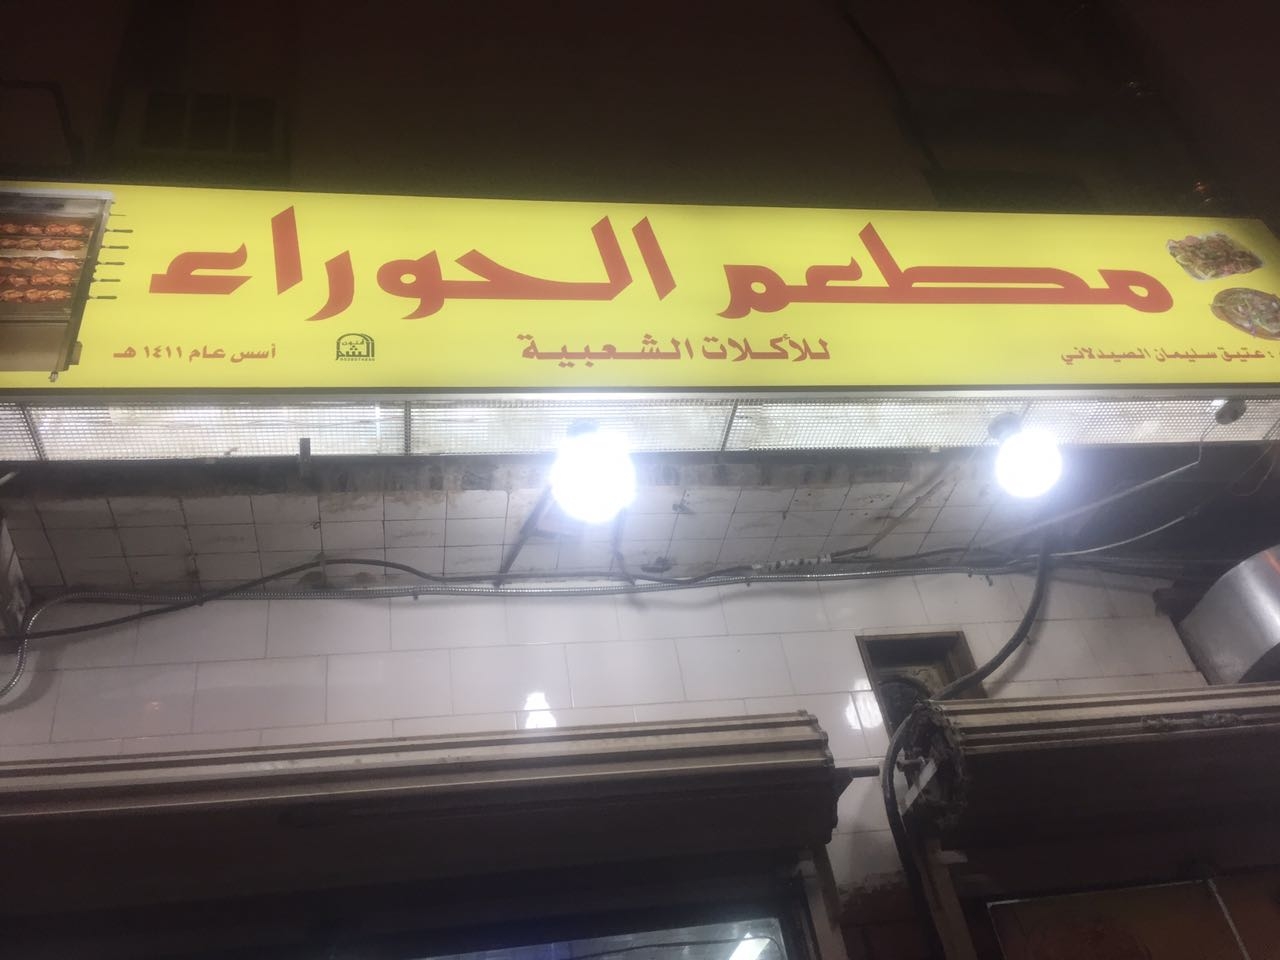 مطعم الحوراء
للأكلات الشعبية
: عتيق سليمان الصيدلاني
أسس عام ١٤١١ هـ